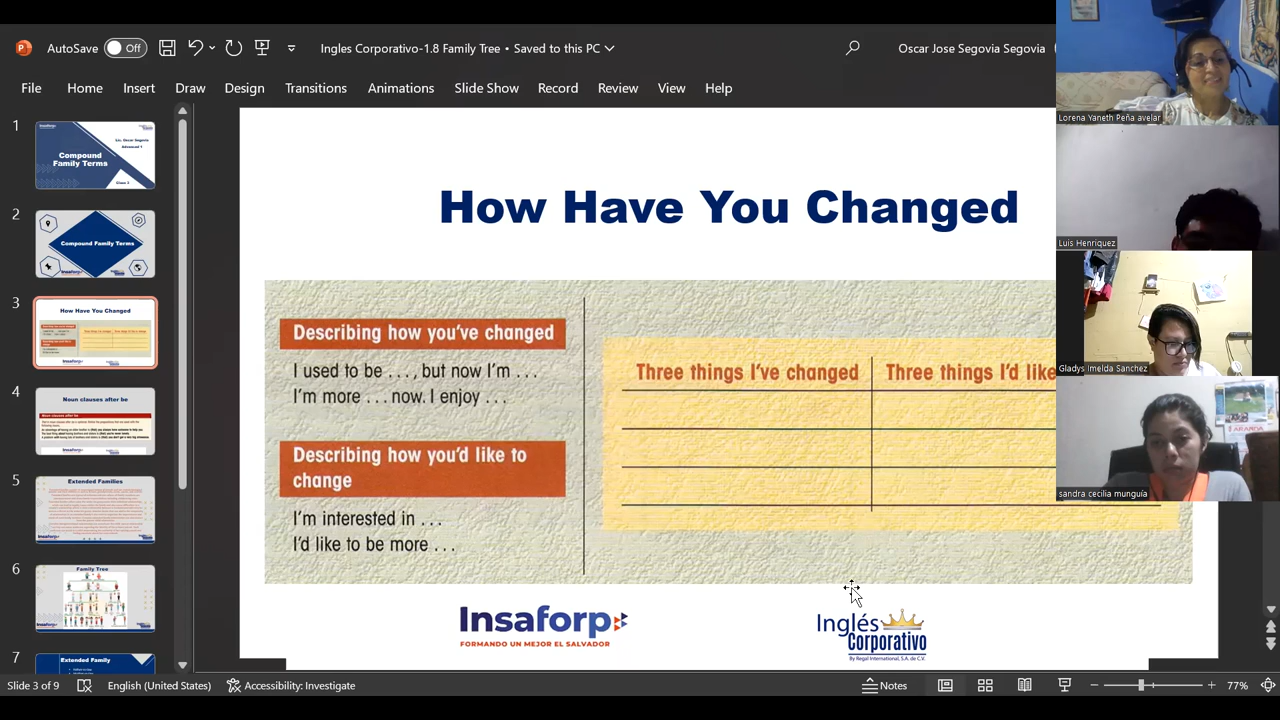 AutoSave Off
Ingles Corporativo-1.8 Family Tree • Saved to this PC
Oscar Jose Segovia Segovia
File Home Insert Draw Design Transitions Animations Slide Show Record Review View Help
1
Compound
Family Terms
2
Compound Family Terms
3
How Have You Changed
4
Noun clauses after be
5
Extended Families
6
Family Tree
7
Extended Family
How Have You Changed
Describing how you've changed
I used to be . . . , but now I'm . . .
I'm more . . . now. I enjoy . . .
Describing how you'd like to
change
I'm interested in . . .
I'd like to be more . . .
Three things I've changed
Three things I'd like
Insaforp
FORMANDO UN MEJOR EL SALVADOR
Inglés
Corporativo
By Regal International, S.A. de C.V.
Lorena Yaneth Peña avelar
Luis Henriquez
Gladys Imelda Sanchez
sandra cecilia munguía
Slide 3 of 9
English (United States)
Accessibility: Investigate
Notes
77%